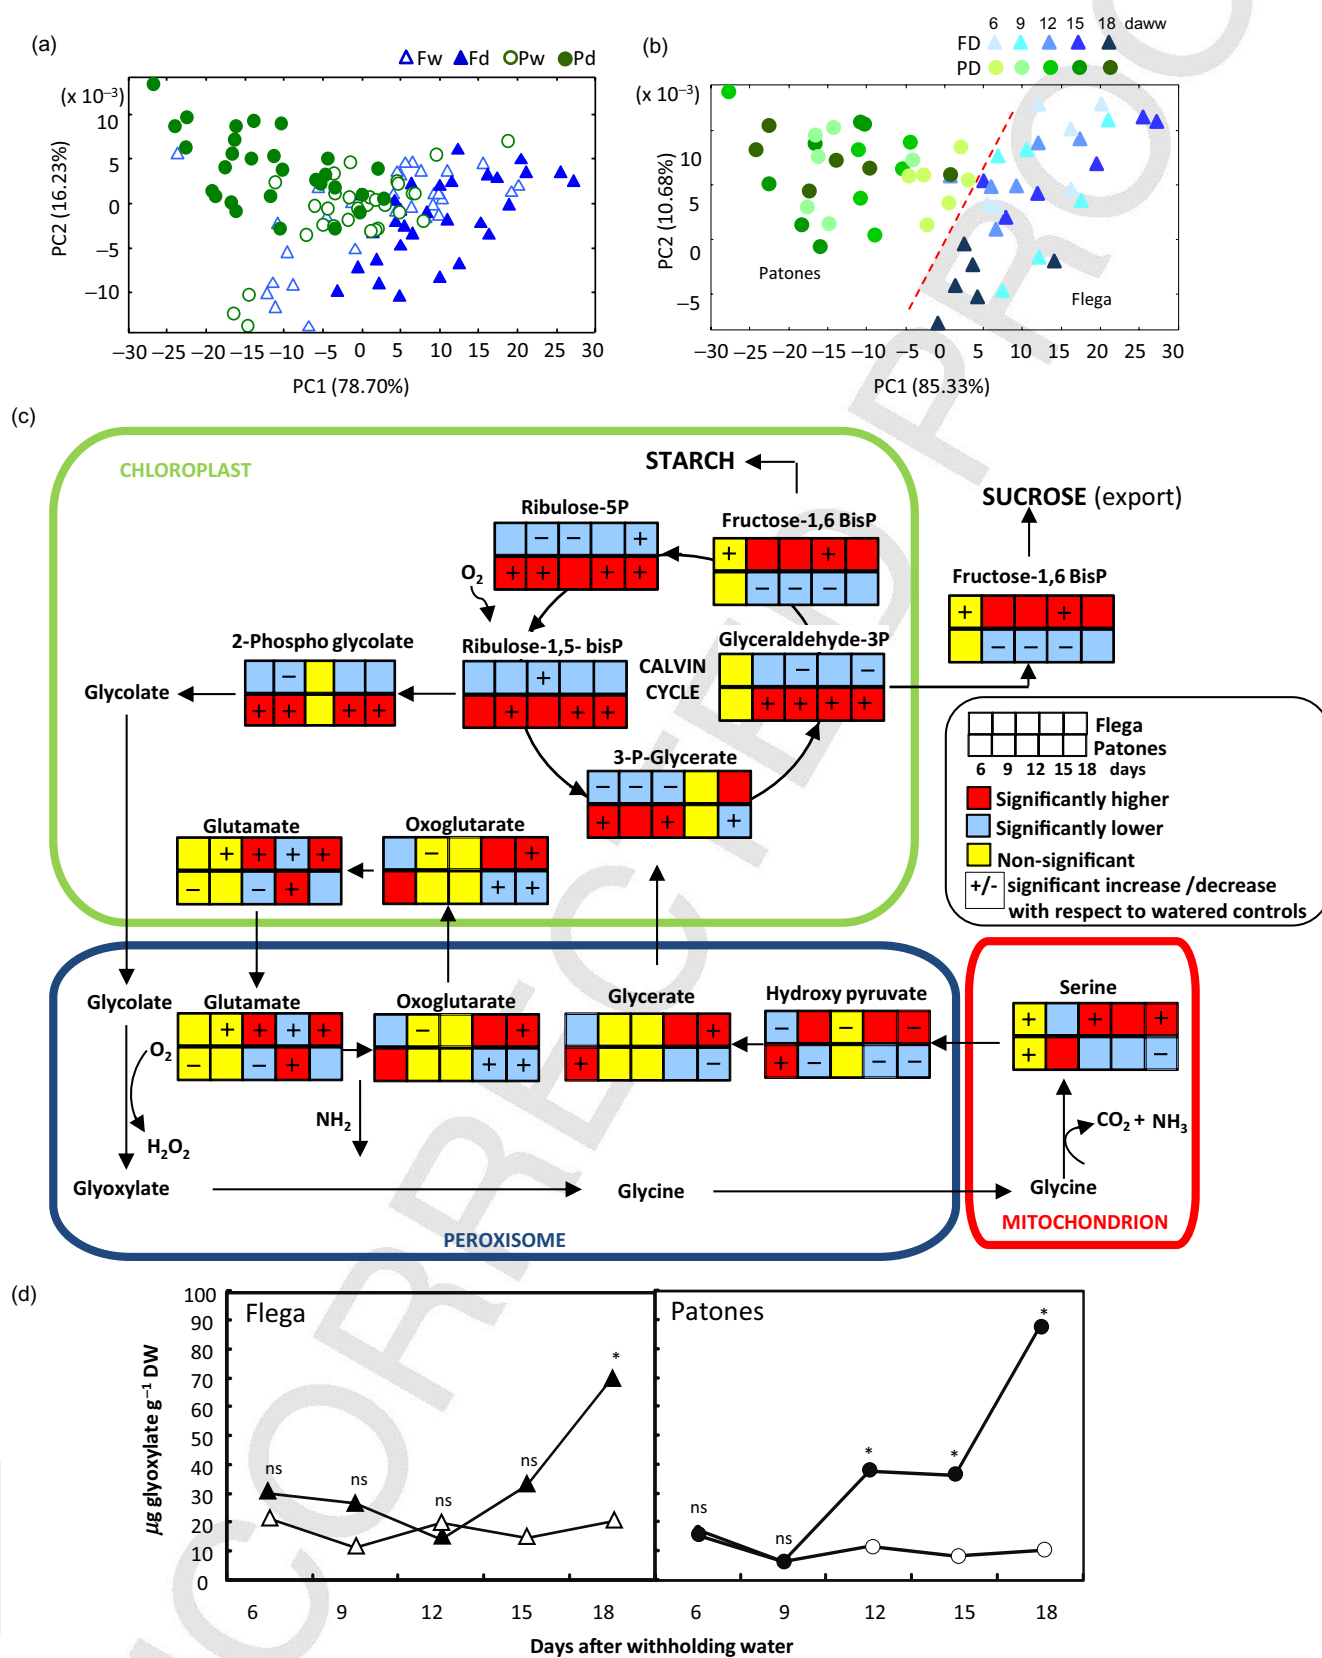 (a)
Fw Fd Pw Pd
(x 10⁻³)
10
5
0
−5
−10
PC2 (16.23%)
−30 −25 −20 −15 −10 −5 0 5 10 15 20 25 30
PC1 (78.70%)
(b)
6 9 12 15 18 daww
FD
PD
(x 10⁻³)
10
5
0
−5
PC2 (10.68%)
Patones
Flega
−30 −25 −20 −15 −10 −5 0 5 10 15 20 25 30
PC1 (85.33%)
(c)
CHLOROPLAST
STARCH
SUCROSE (export)
Ribulose-5P
− − +
+ + + +
Fructose-1,6 BisP
+ +
− − − −
Fructose-1,6 BisP
+ +
− − − −
O₂
2-Phospho glycolate
−
+ + + +
Ribulose-1,5- bisP
+
+ + +
CALVIN
CYCLE
Glyceraldehyde-3P
− −
+ + + +
Glycolate
3-P-Glycerate
− − −
+ + +
Glutamate
+ + + +
− − +
Oxoglutarate
− +
+ +
Flega
Patones
6 9 12 15 18 days
Significantly higher
Significantly lower
Non-significant
+/- significant increase /decrease
with respect to watered controls
Glycolate
Glutamate
+ + + +
− − +
Oxoglutarate
− +
+ +
Glycerate
+
+ −
Hydroxy pyruvate
− − −
+ − − −
Serine
+ + +
+ −
O₂
H₂O₂
NH₂
CO₂ + NH₃
Glyoxylate
Glycine
Glycine
PEROXISOME
MITOCHONDRION
(d)
100
90
80
70
60
50
40
30
20
10
0
µg glyoxylate g⁻¹ DW
Flega
ns ns ns *
Patones
ns ns * * *
6 9 12 15 18 6 9 12 15 18
Days after withholding water
UNCORRECTED PROOF